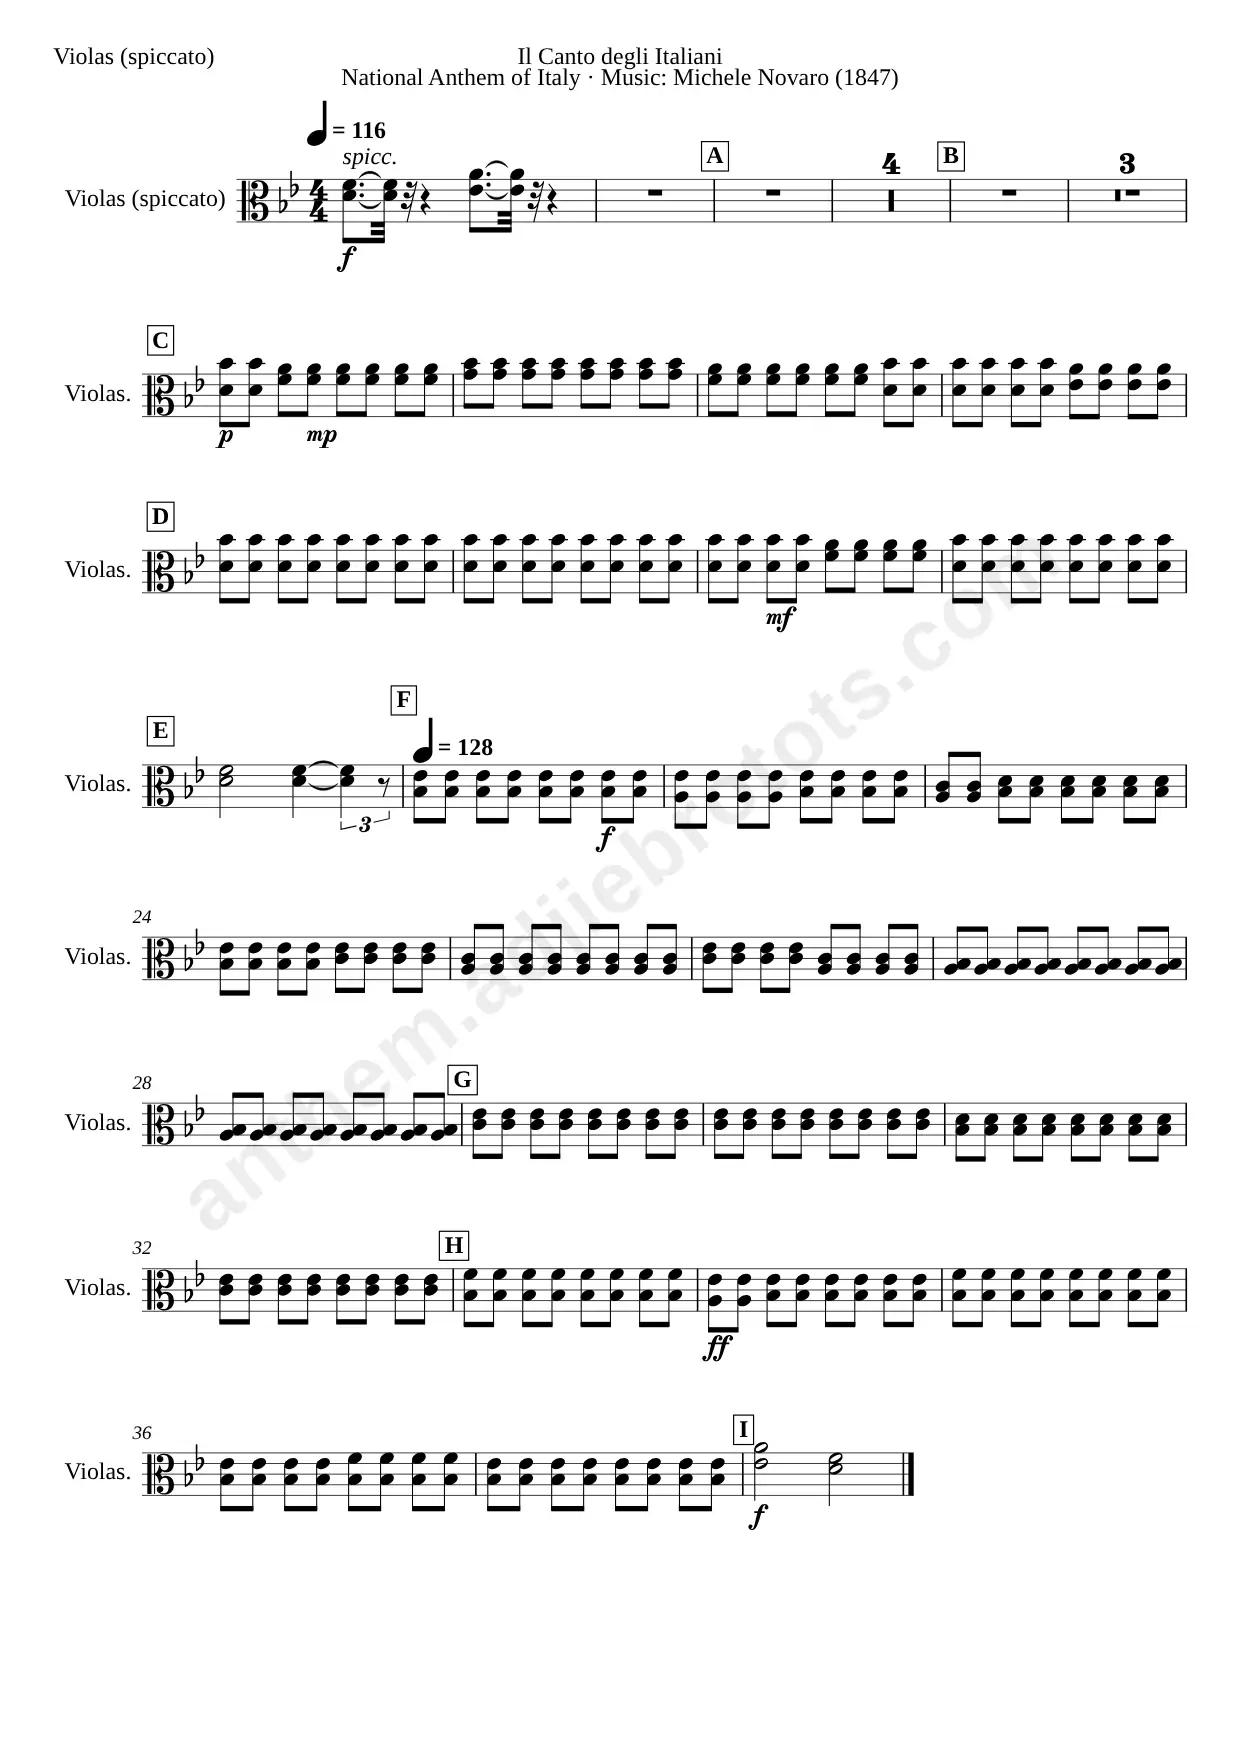 Violas (spiccato)
Il Canto degli Italiani
National Anthem of Italy · Music: Michele Novaro (1847)
= 116
spicc.
A
4
B
3
Violas (spiccato)
4
4
f
C
Violas.
p
mp
D
Violas.
mf
E
F
= 128
Violas.
3
f
24
Violas.
28
G
Violas.
32
H
Violas.
ff
36
I
Violas.
f
anthem.adjiebrotots.com